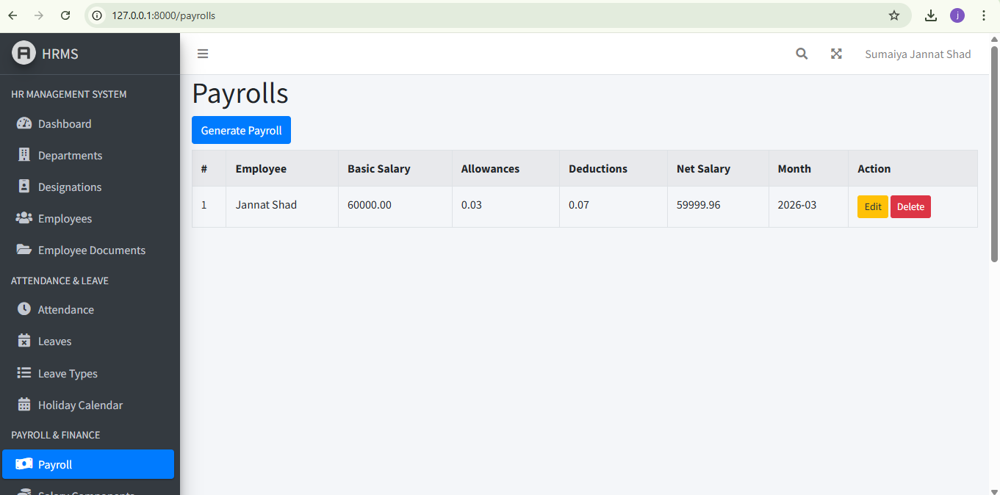 127.0.0.1:8000/payrolls
j
HRMS
Sumaiya Jannat Shad
HR MANAGEMENT SYSTEM
Dashboard
Departments
Designations
Employees
Employee Documents
ATTENDANCE & LEAVE
Attendance
Leaves
Leave Types
Holiday Calendar
PAYROLL & FINANCE
Payroll
Salary Components
Payrolls
Generate Payroll
# Employee Basic Salary Allowances Deductions Net Salary Month Action
1 Jannat Shad 60000.00 0.03 0.07 59999.96 2026-03 Edit Delete